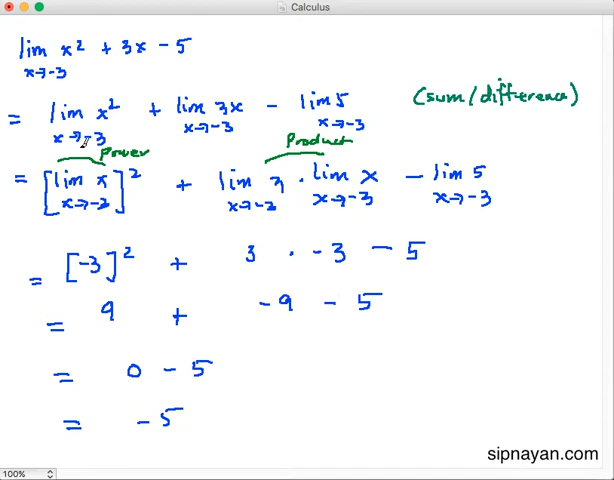 Calculus
lim x² + 3x - 5
x→-3
= lim x² + lim 3x - lim 5 (sum/difference)
x→-3 x→-3 x→-3
Power Product
= [lim x]² + lim 3 · lim x - lim 5
x→-3 x→-3 x→-3 x→-3
= [-3]² + 3 · -3 - 5
= 9 + -9 - 5
= 0 - 5
= -5
sipnayan.com
100%